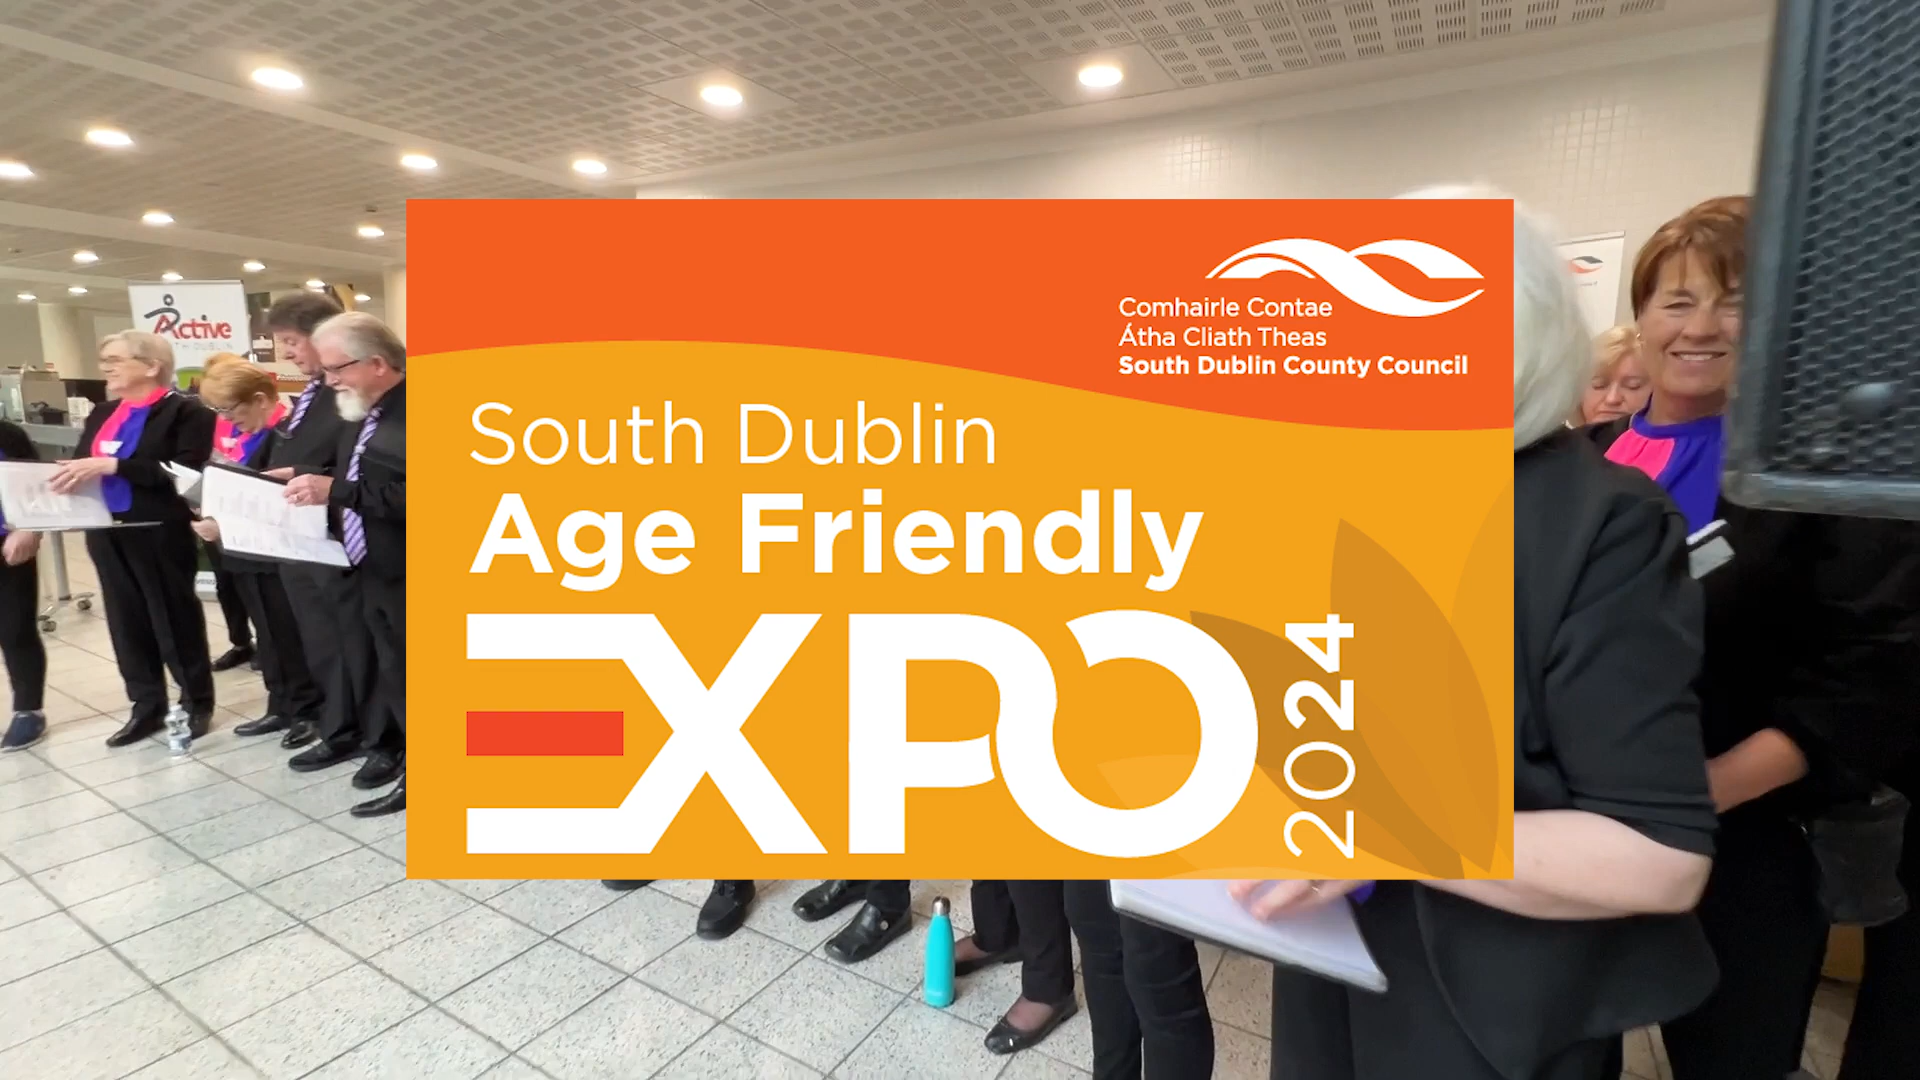 Active
Comhairle Contae
Átha Cliath Theas
South Dublin County Council
South Dublin
Age Friendly
EXPO
2024